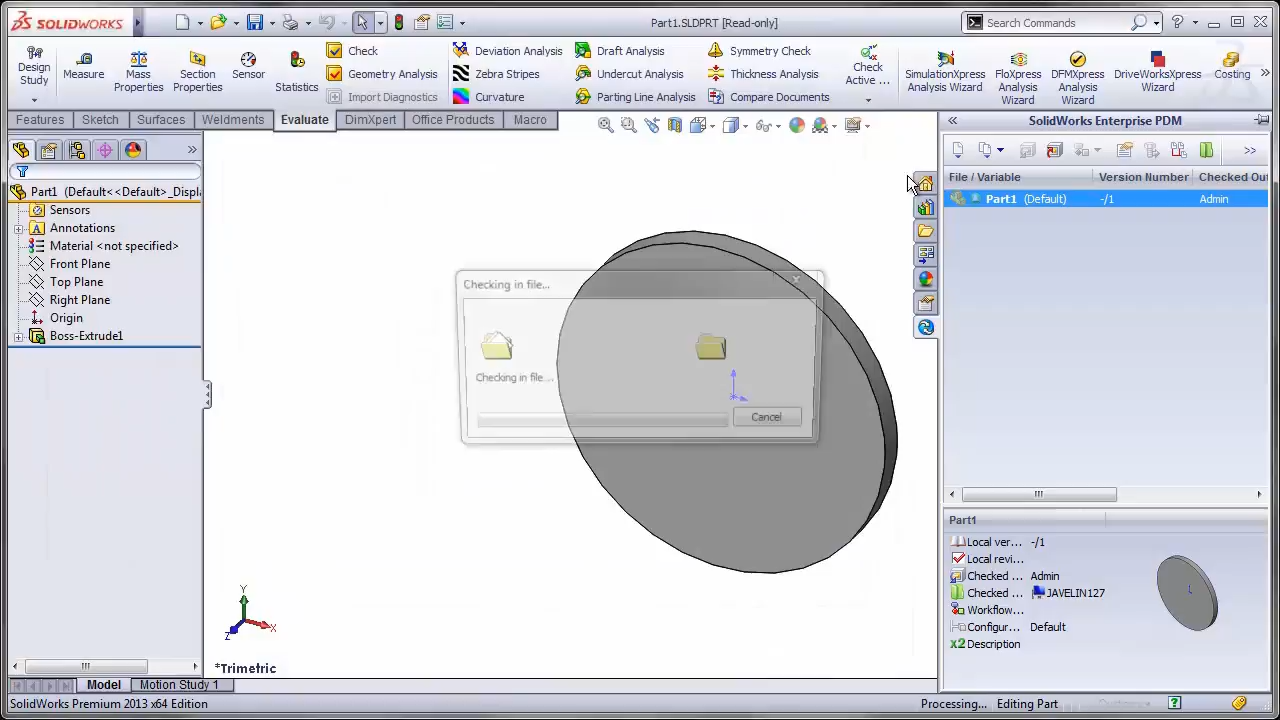 SOLIDWORKS
Part1.SLDPRT [Read-only]
Search Commands
Design Study
Measure
Mass Properties
Section Properties
Sensor
Statistics
Check
Geometry Analysis
Import Diagnostics
Deviation Analysis
Zebra Stripes
Curvature
Draft Analysis
Undercut Analysis
Parting Line Analysis
Symmetry Check
Thickness Analysis
Compare Documents
Check Active ...
SimulationXpress Analysis Wizard
FloXpress Analysis Wizard
DFMXpress Analysis Wizard
DriveWorksXpress Wizard
Costing
Features
Sketch
Surfaces
Weldments
Evaluate
DimXpert
Office Products
Macro
SolidWorks Enterprise PDM
File / Variable
Version Number
Checked Out
Part1 (Default)
-/1
Admin
Part1 (Default<<Default>_Displ
Sensors
Annotations
Material <not specified>
Front Plane
Top Plane
Right Plane
Origin
Boss-Extrude1
Checking in file...
Checking in file....
Cancel
Part1
Local ver... -/1
Local revi...
Checked ... Admin
Checked ... JAVELIN127
Workflow...
Configur... Default
Description
Y
X
Z
*Trimetric
Model
Motion Study 1
SolidWorks Premium 2013 x64 Edition
Processing...
Editing Part